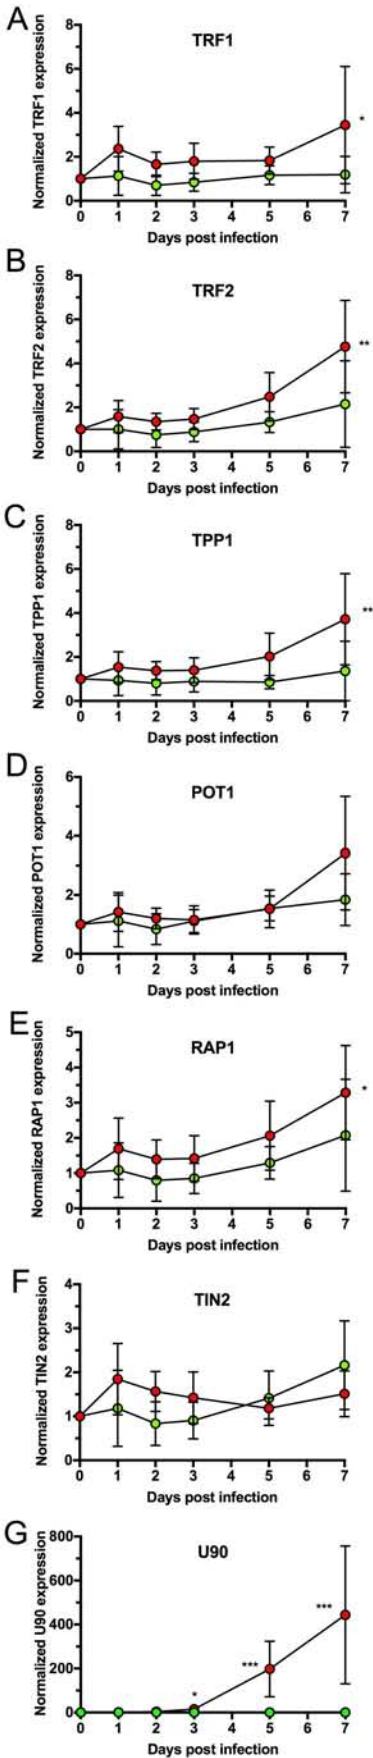 A
TRF1
Normalized TRF1 expression
8
6
4
2
0
*
0 1 2 3 4 5 6 7
Days post infection
B
TRF2
Normalized TRF2 expression
8
6
4
2
0
**
0 1 2 3 4 5 6 7
Days post infection
C
TPP1
Normalized TPP1 expression
8
6
4
2
0
**
0 1 2 3 4 5 6 7
Days post infection
D
POT1
Normalized POT1 expression
6
4
2
0
0 1 2 3 4 5 6 7
Days post infection
E
RAP1
Normalized RAP1 expression
5
4
3
2
1
0
*
0 1 2 3 4 5 6 7
Days post infection
F
TIN2
Normalized TIN2 expression
4
3
2
1
0
0 1 2 3 4 5 6 7
Days post infection
G
U90
Normalized U90 expression
800
600
400
200
0
***
***
*
0 1 2 3 4 5 6 7
Days post infection